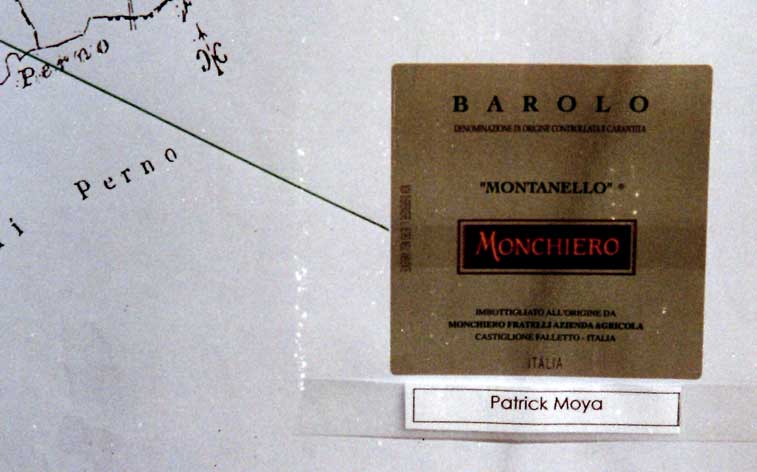 Perno
Perno
BAROLO
DENOMINAZIONE DI ORIGINE CONTROLLATA E GARANTITA
"MONTANELLO" ®
MONCHIERO
IMBOTTIGLIATO ALL'ORIGINE DA
MONCHIERO FRATELLI AZIENDA AGRICOLA
CASTIGLIONE FALLETTO - ITALIA
ITALIA
Patrick Moya